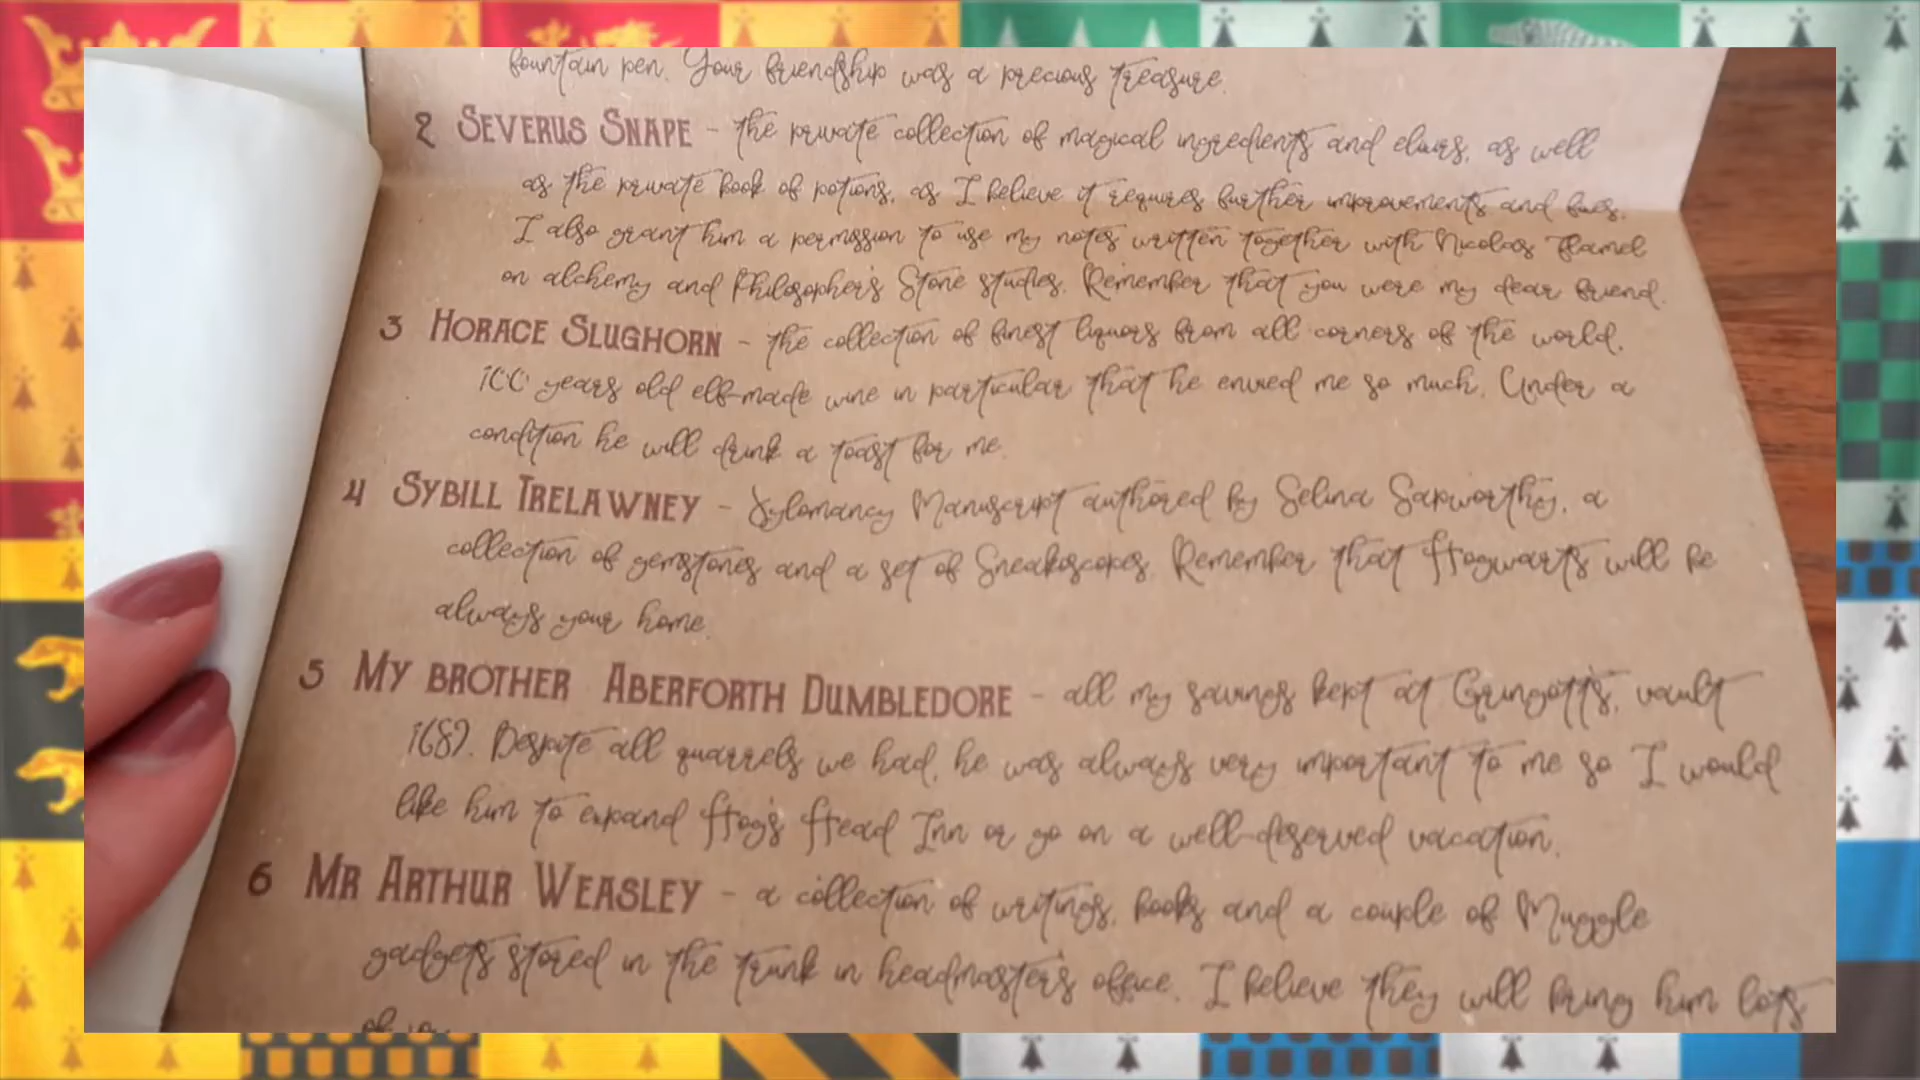 fountain pen. Your friendship was a precious treasure.
2 SEVERUS SNAPE - the private collection of magical ingredients and elixirs, as well
as the private book of potions, as I believe it requires further improvements and fixes.
I also grant him a permission to use my notes written together with Nicolas Flamel
on alchemy and Philosopher's Stone studies. Remember that you were my dear friend.
3 HORACE SLUGHORN - the collection of finest liquors from all corners of the world.
100 years old elf-made wine in particular that he envied me so much. Under a
condition he will drink a toast for me.
4 SYBILL TRELAWNEY - Xylomancy Manuscript authored by Selina Sapworthy, a
collection of gemstones and a set of Sneakoscopes. Remember that Hogwarts will be
always your home.
5 MY BROTHER ABERFORTH DUMBLEDORE - all my savings kept at Gringott's, vault
Despite all quarrels we had, he was always very important to me so I would
like him to expand Hog's Head Inn or go on a well-deserved vacation.
6 MR ARTHUR WEASLEY - a collection of writings, books and a couple of Muggle
gadgets stored in the trunk in headmaster's office. I believe they will bring him lots
of